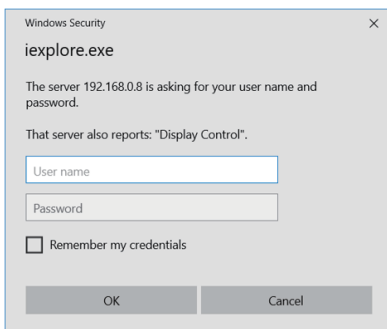 Windows Security
iexplore.exe
The server 192.168.0.8 is asking for your user name and
password.
That server also reports: "Display Control".
User name
Password
Remember my credentials
OK Cancel